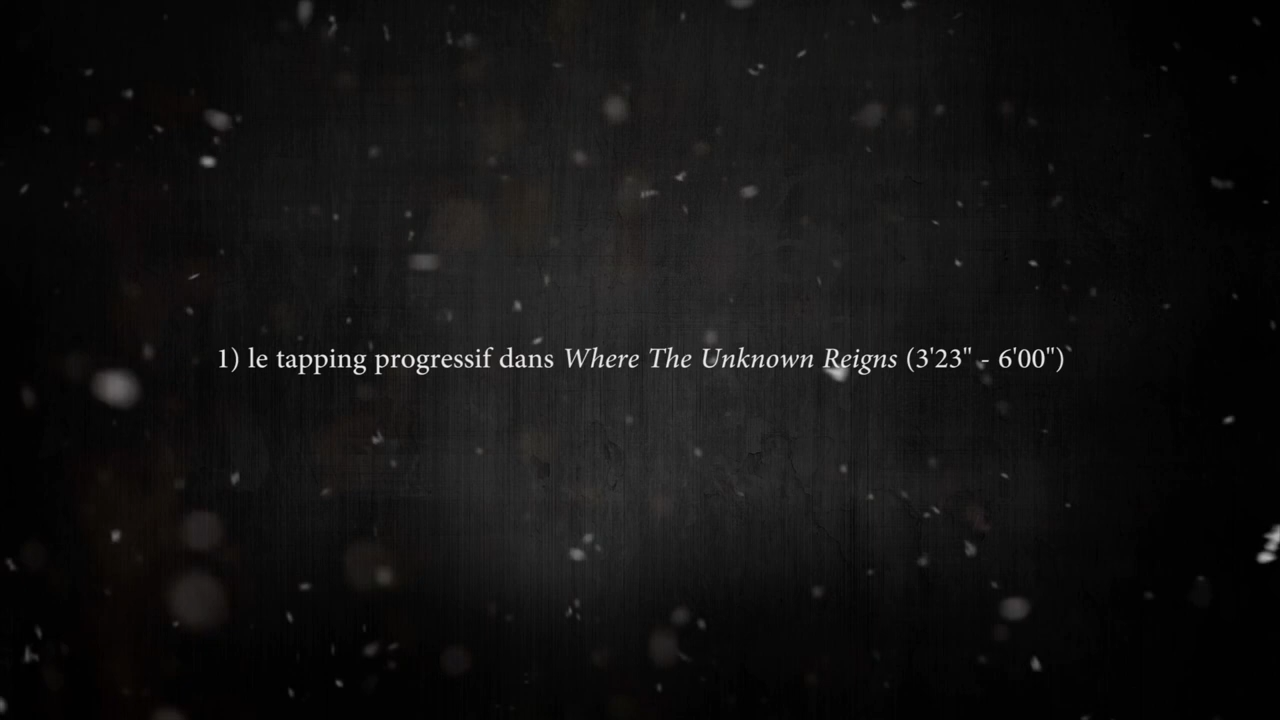 1) le tapping progressif dans Where The Unknown Reigns (3'23" - 6'00")